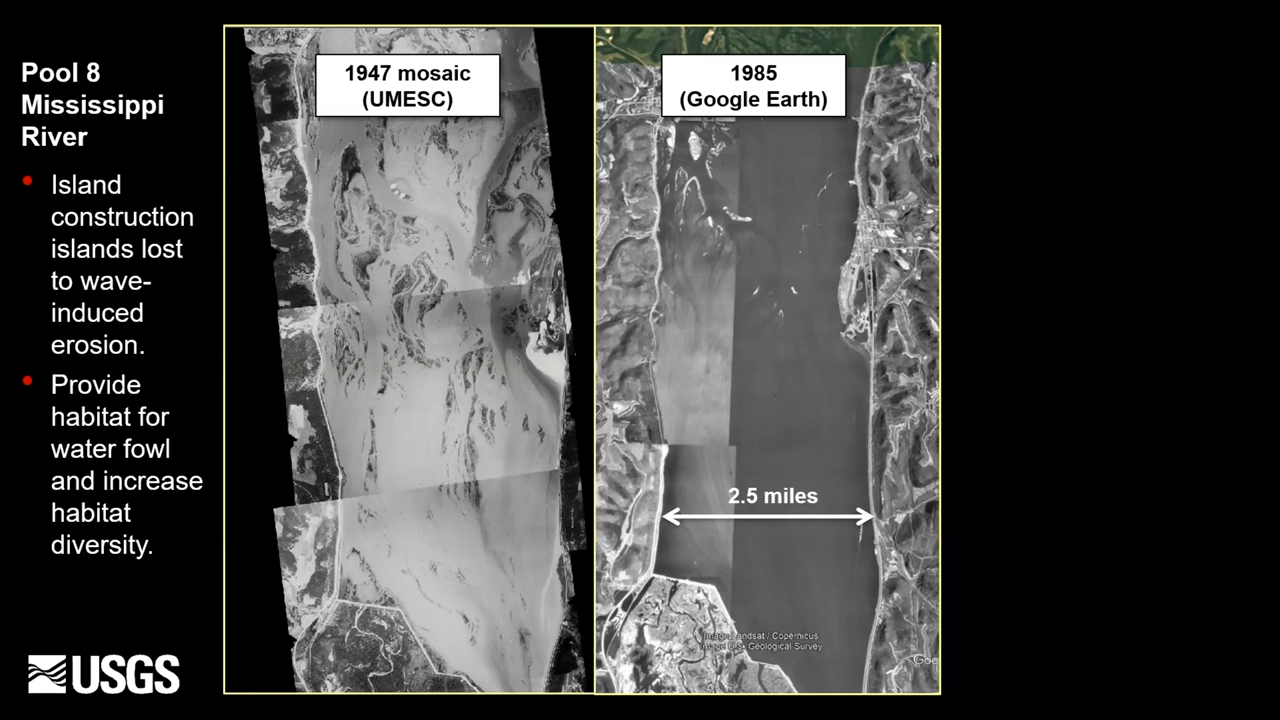 Pool 8
Mississippi
River
Island
construction
islands lost
to wave-
induced
erosion.
Provide
habitat for
water fowl
and increase
habitat
diversity.
USGS
1947 mosaic
(UMESC)
1985
(Google Earth)
2.5 miles
Image Landsat / Copernicus
Image U.S. Geological Survey
Goo